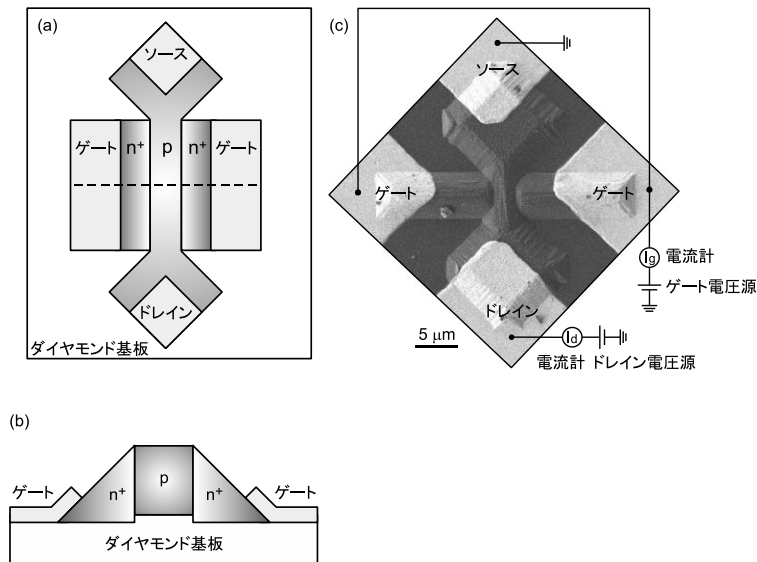 (a)
ソース
ゲート
n+
p
n+
ゲート
ドレイン
ダイヤモンド基板
(c)
ソース
ゲート
ゲート
ドレイン
Ig
電流計
ゲート電圧源
5 μm
Id
電流計 ドレイン電圧源
(b)
ゲート
n+
p
n+
ゲート
ダイヤモンド基板